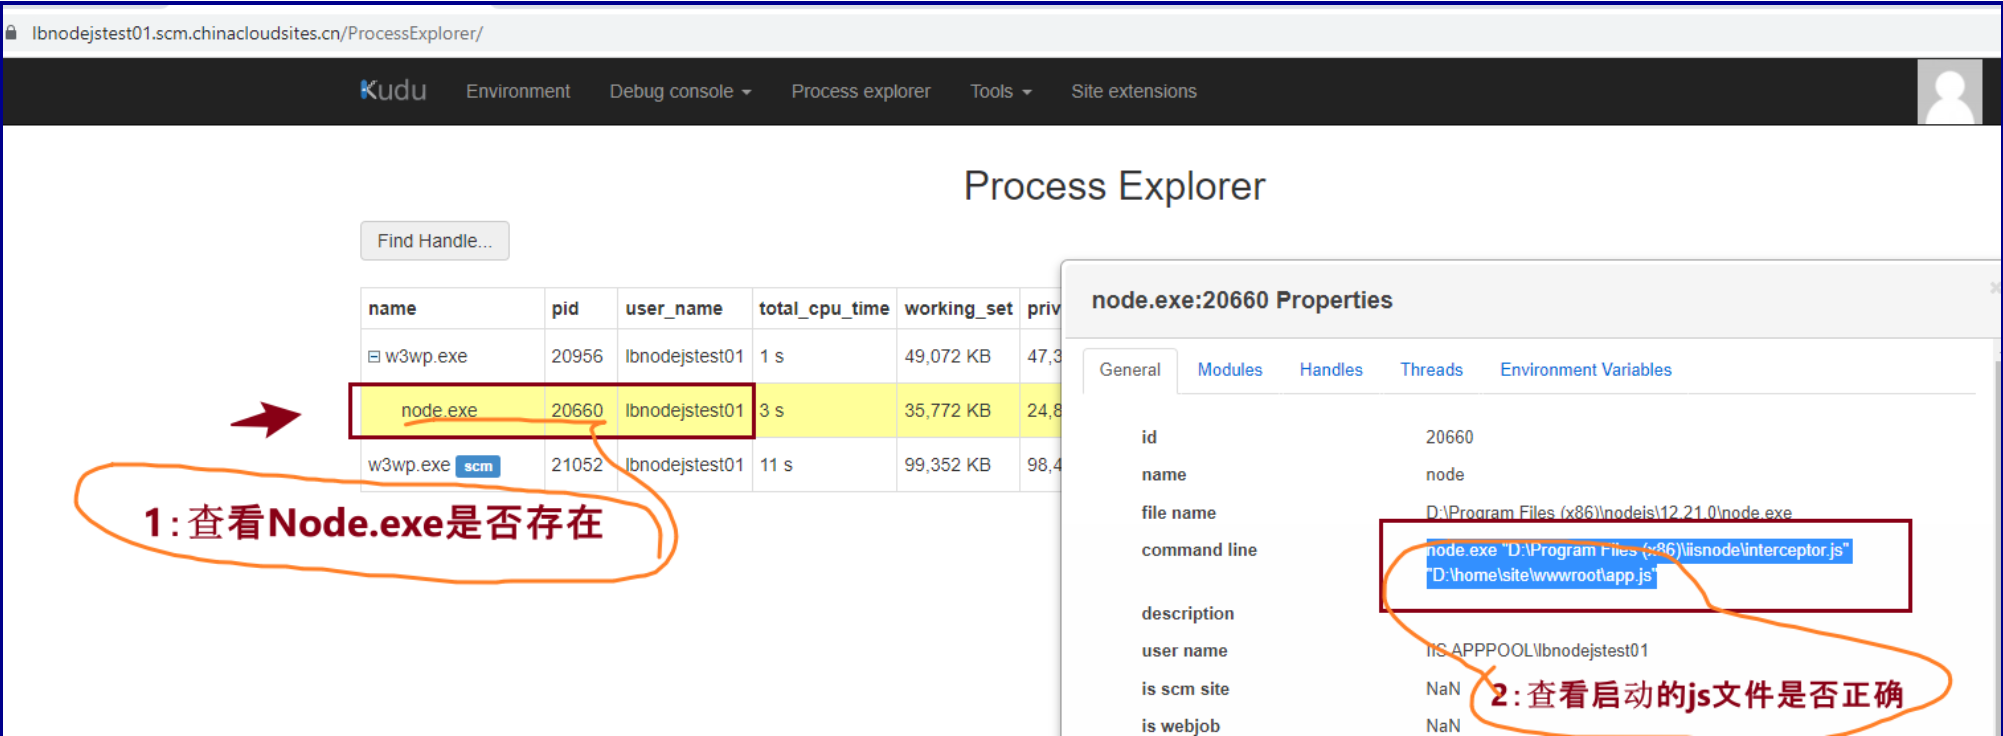 lbnodejstest01.scm.chinacloudsites.cn/ProcessExplorer/
Kudu Environment Debug console Process explorer Tools Site extensions
Process Explorer
Find Handle...
name pid user_name total_cpu_time working_set priv
w3wp.exe 20956 lbnodejstest01 1 s 49,072 KB 47,3
node.exe 20660 lbnodejstest01 3 s 35,772 KB 24,8
w3wp.exe scm 21052 lbnodejstest01 11 s 99,352 KB 98,4
1:查看Node.exe是否存在
node.exe:20660 Properties
General Modules Handles Threads Environment Variables
id 20660
name node
file name D:\Program Files (x86)\nodejs\12.21.0\node.exe
command line node.exe "D:\Program Files (x86)\iisnode\interceptor.js"
"D:\home\site\wwwroot\app.js"
description
user name IIS APPPOOL\lbnodejstest01
is scm site NaN
2:查看启动的js文件是否正确
is webjob NaN